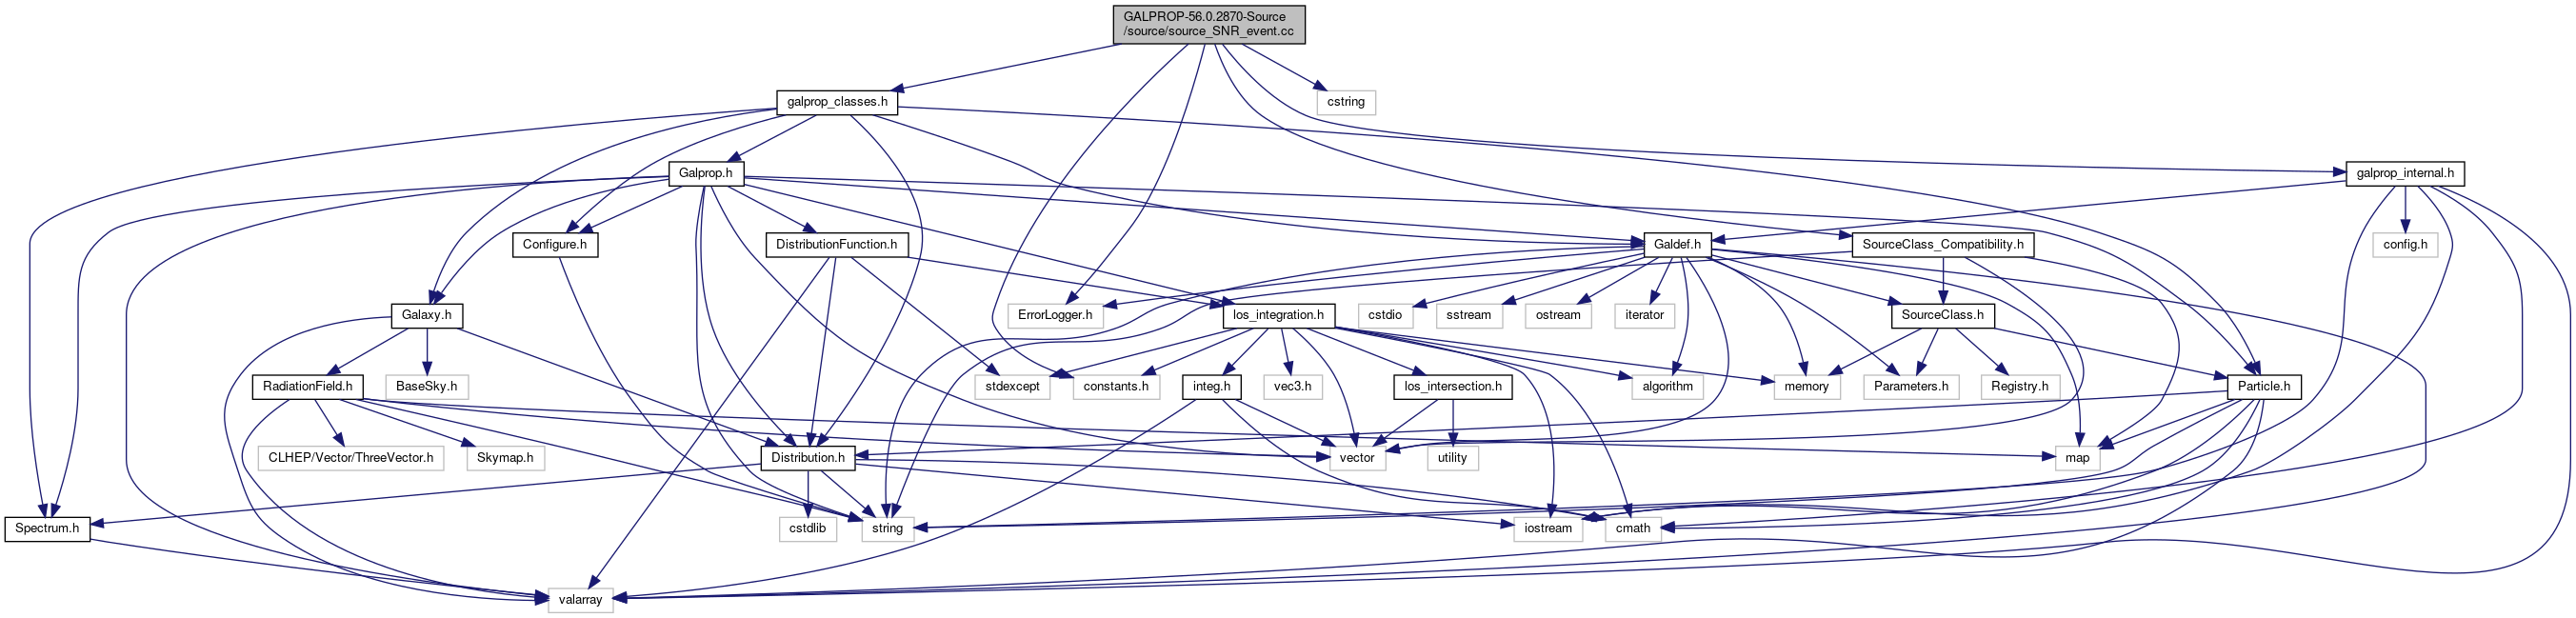 GALPROP-56.0.2870-Source
/source/source_SNR_event.cc
galprop_classes.h
cstring
Galprop.h
galprop_internal.h
Configure.h
DistributionFunction.h
Galdef.h
SourceClass_Compatibility.h
config.h
Galaxy.h
ErrorLogger.h
los_integration.h
cstdio
sstream
ostream
iterator
SourceClass.h
RadiationField.h
BaseSky.h
stdexcept
constants.h
integ.h
vec3.h
los_intersection.h
algorithm
memory
Parameters.h
Registry.h
Particle.h
CLHEP/Vector/ThreeVector.h
Skymap.h
Distribution.h
vector
utility
map
Spectrum.h
cstdlib
string
iostream
cmath
valarray